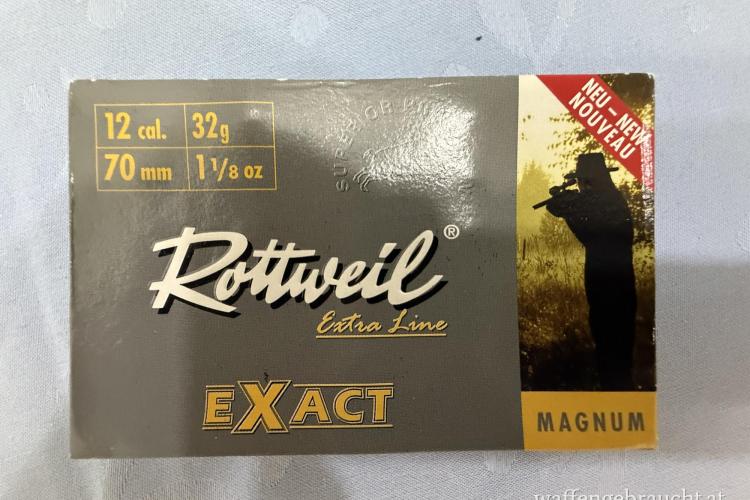 12 cal. 32g
70 mm 1 1/8 oz
SUPERIOR
NEU – NEW
NOUVEAU
Rottweil®
Extra Line
EXACT
MAGNUM
waffengebraucht.at